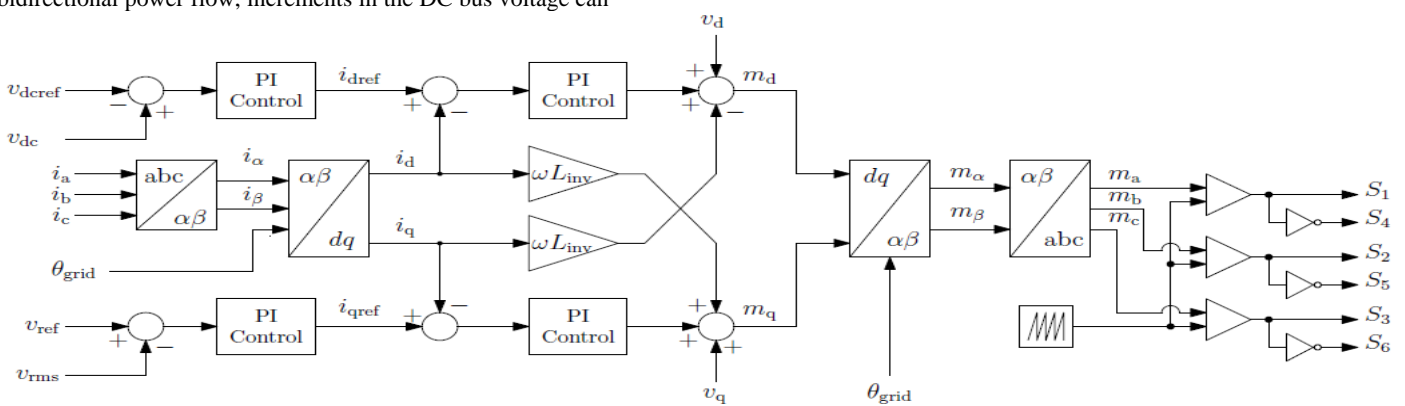 bidirectional power flow, increments in the DC bus voltage can
v_d
v_dcref
PI Control
i_dref
PI Control
m_d
v_dc
i_a
i_b
i_c
abc
αβ
i_α
i_β
αβ
dq
i_d
i_q
ωL_inv
ωL_inv
θ_grid
dq
αβ
m_α
m_β
αβ
abc
m_a
m_b
m_c
S_1
S_4
S_2
S_5
S_3
S_6
v_ref
PI Control
i_qref
PI Control
m_q
v_rms
v_q
θ_grid